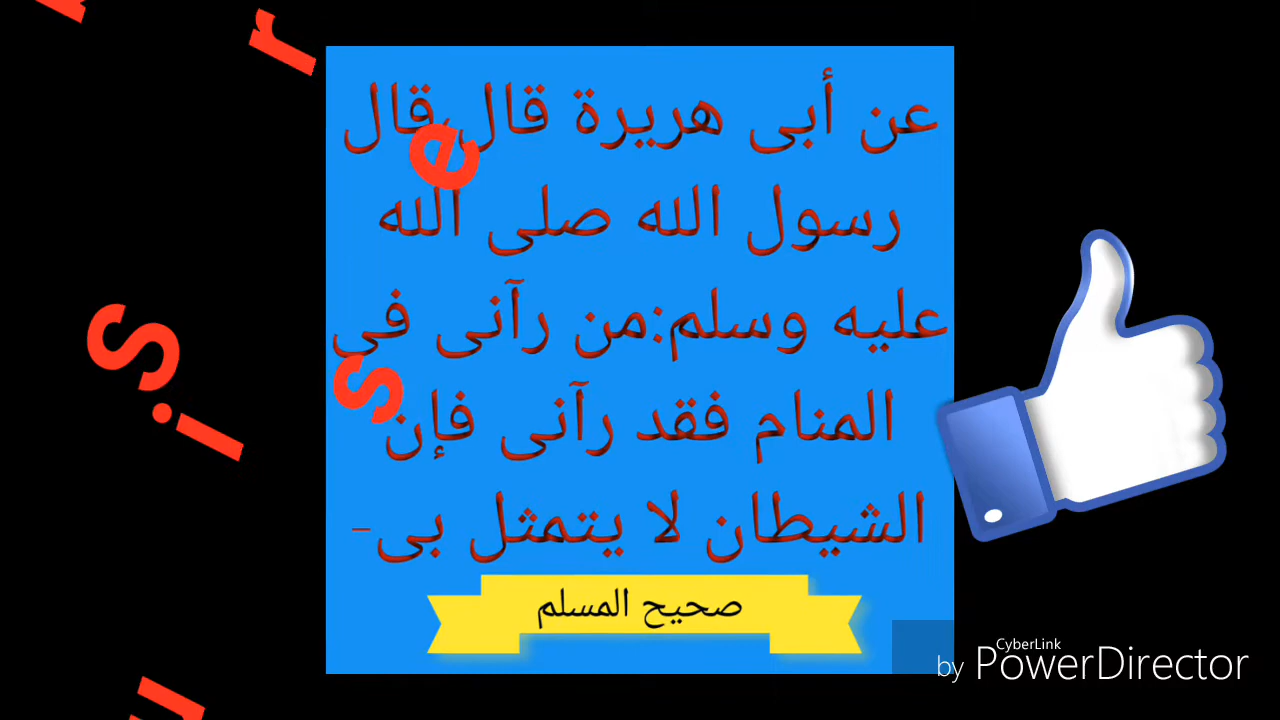 عن أبى هريرة قال،قال
رسول الله صلى الله
عليه وسلم:من رآنى فى
المنام فقد رآنى فإن
الشيطان لا يتمثل بى-
صحيح المسلم
r
e
s
i
s
u
CyberLink
by PowerDirector